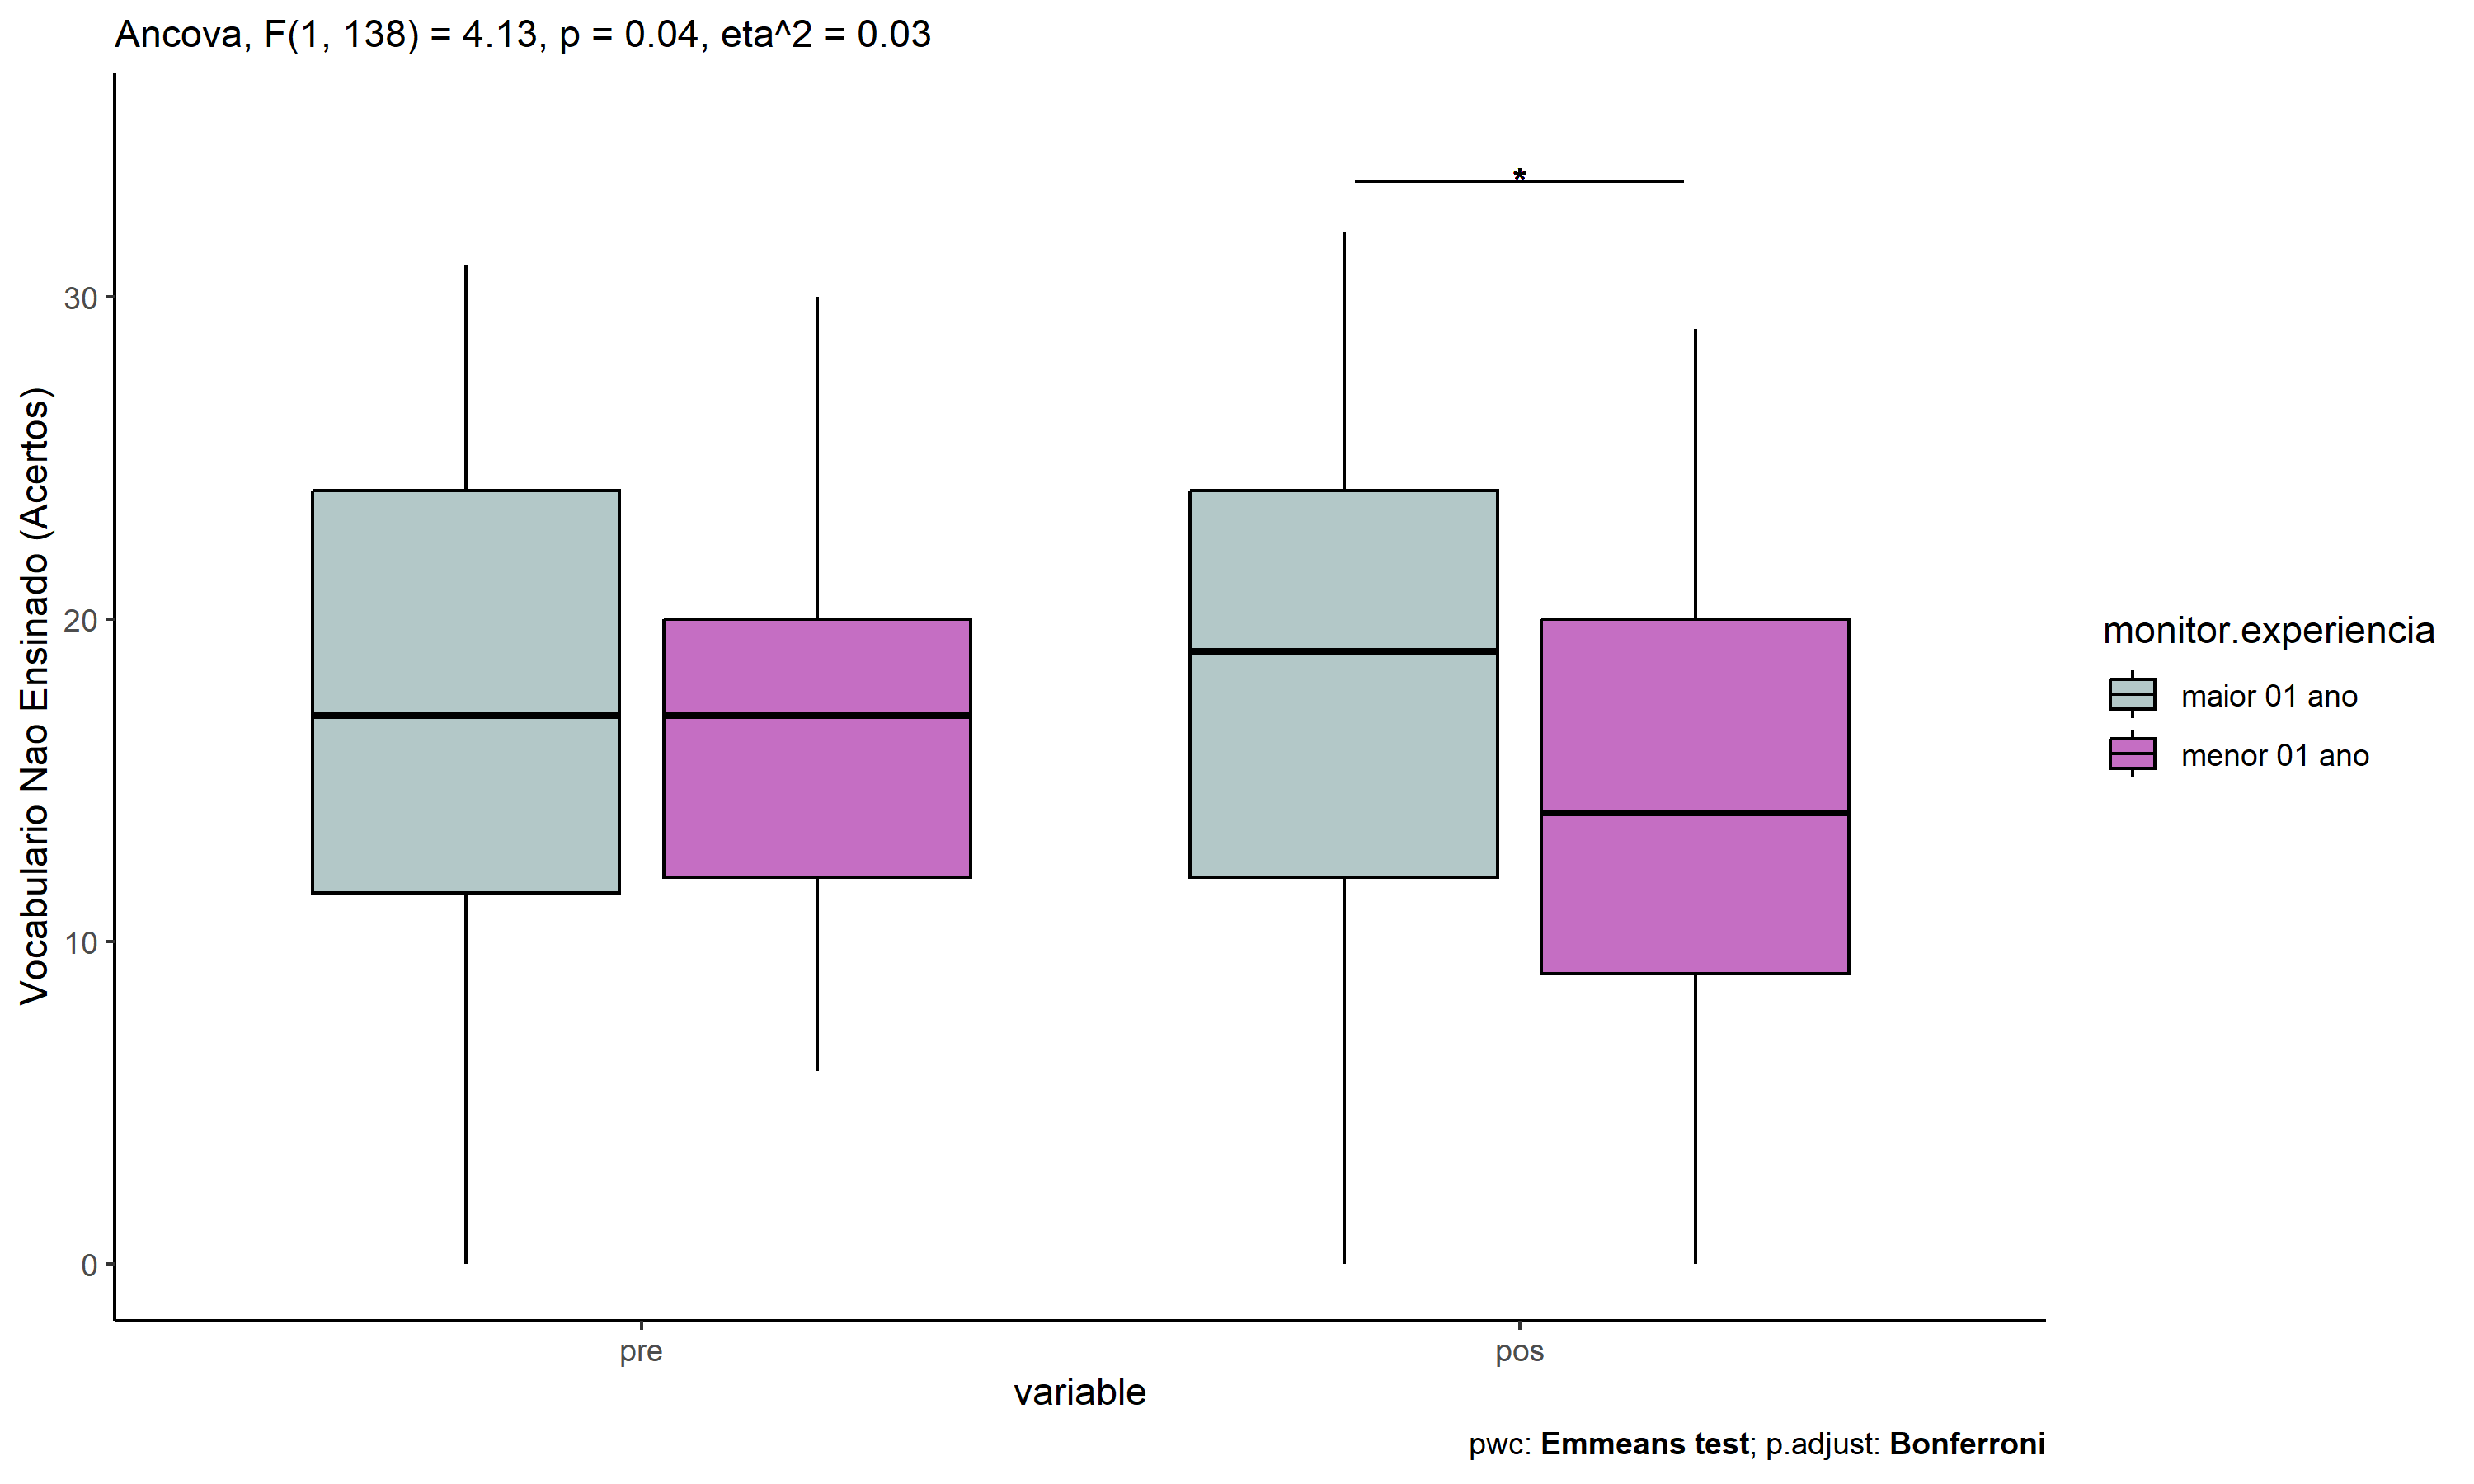 Ancova, F(1, 138) = 4.13, p = 0.04, eta^2 = 0.03
Vocabulario Nao Ensinado (Acertos)
30
20
10
0
*
pre
pos
variable
monitor.experiencia
maior 01 ano
menor 01 ano
pwc: Emmeans test; p.adjust: Bonferroni